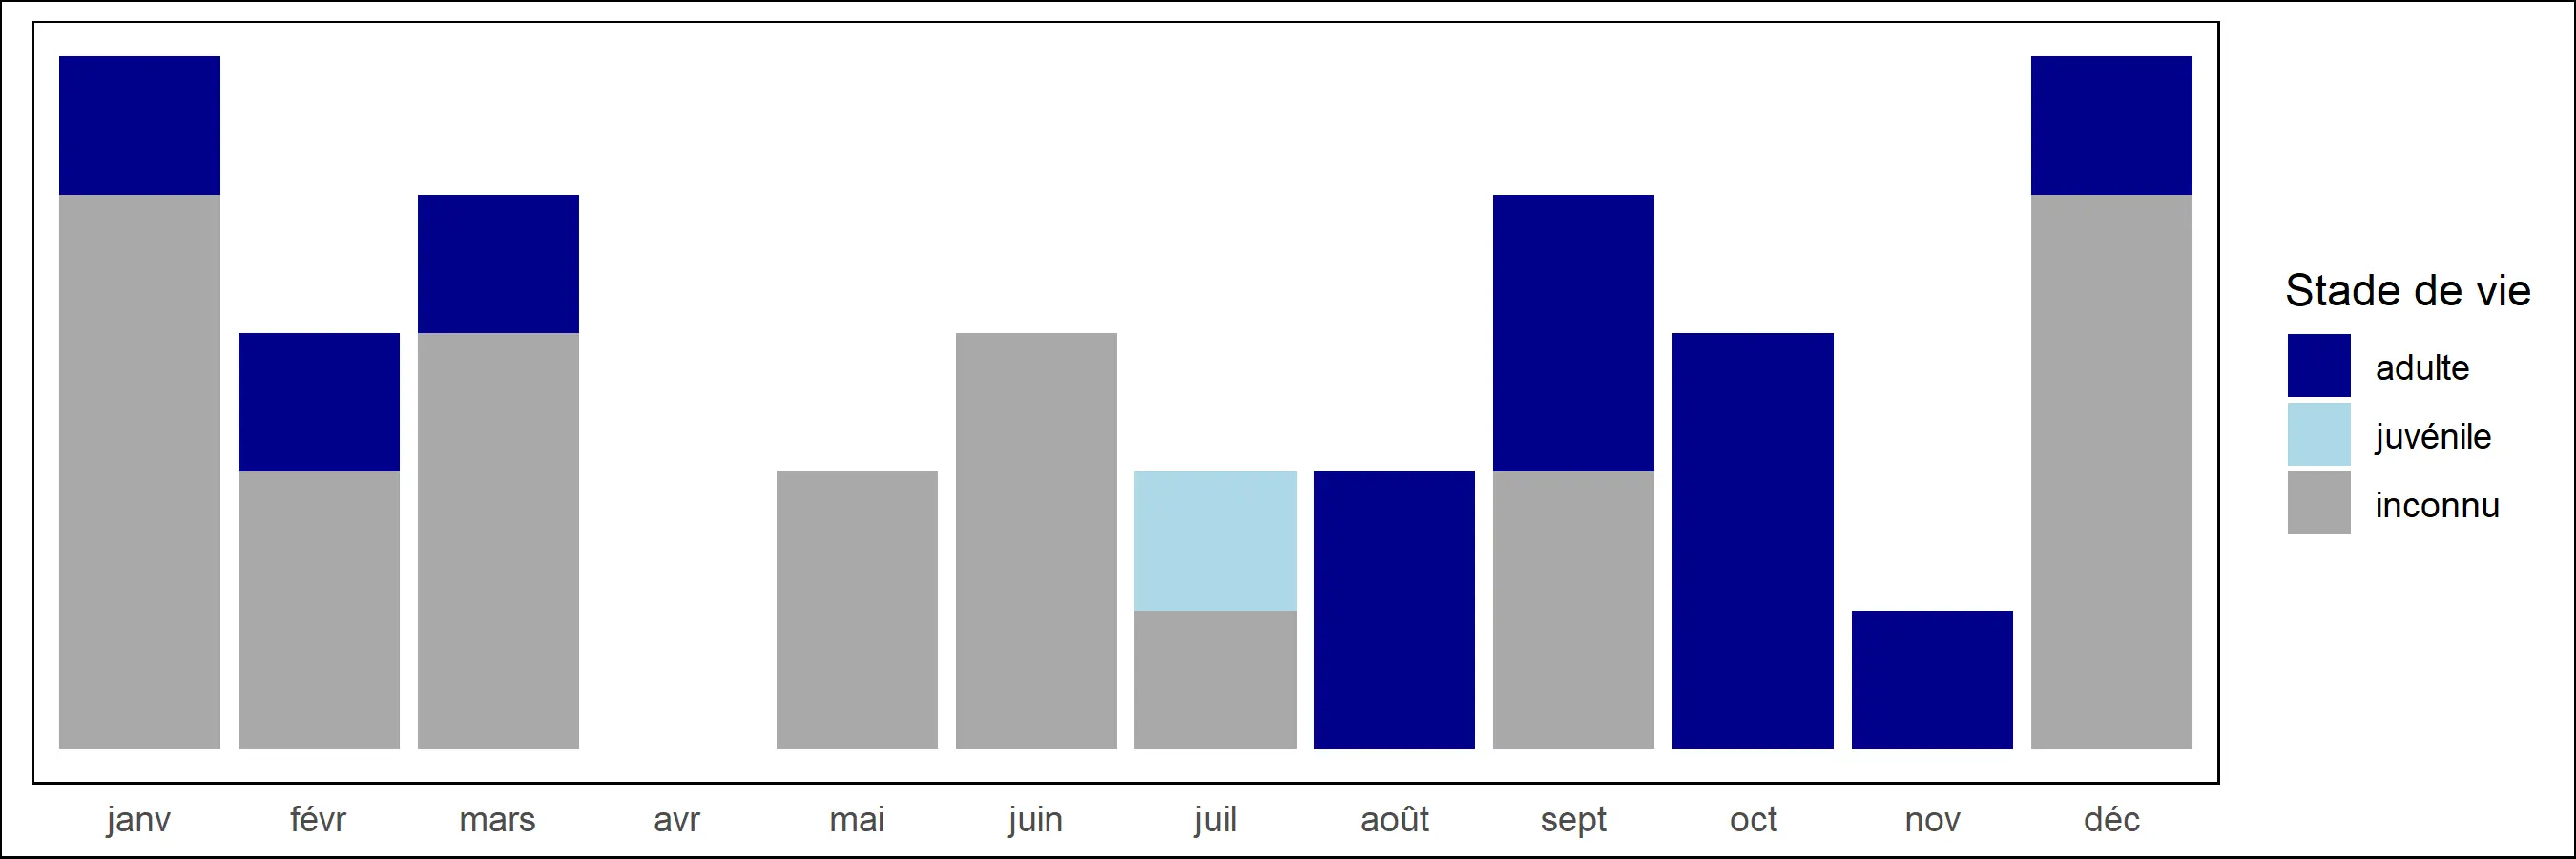 Stade de vie
adulte
juvénile
inconnu
janv févr mars avr mai juin juil août sept oct nov déc